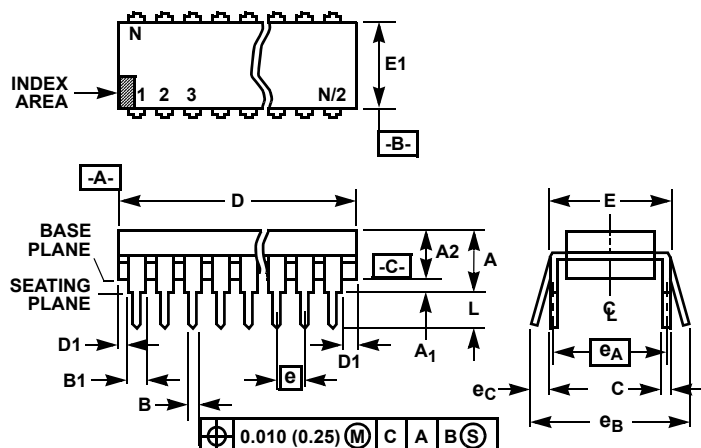 N
E1
INDEX
AREA
1 2 3 N/2
-B-
-A-
D
E
BASE
PLANE
A2
A
-C-
SEATING
PLANE
L
℄
D1
A1
D1
eA
B1
e
eC
C
B
eB
⌖ 0.010 (0.25) Ⓜ C A B Ⓢ